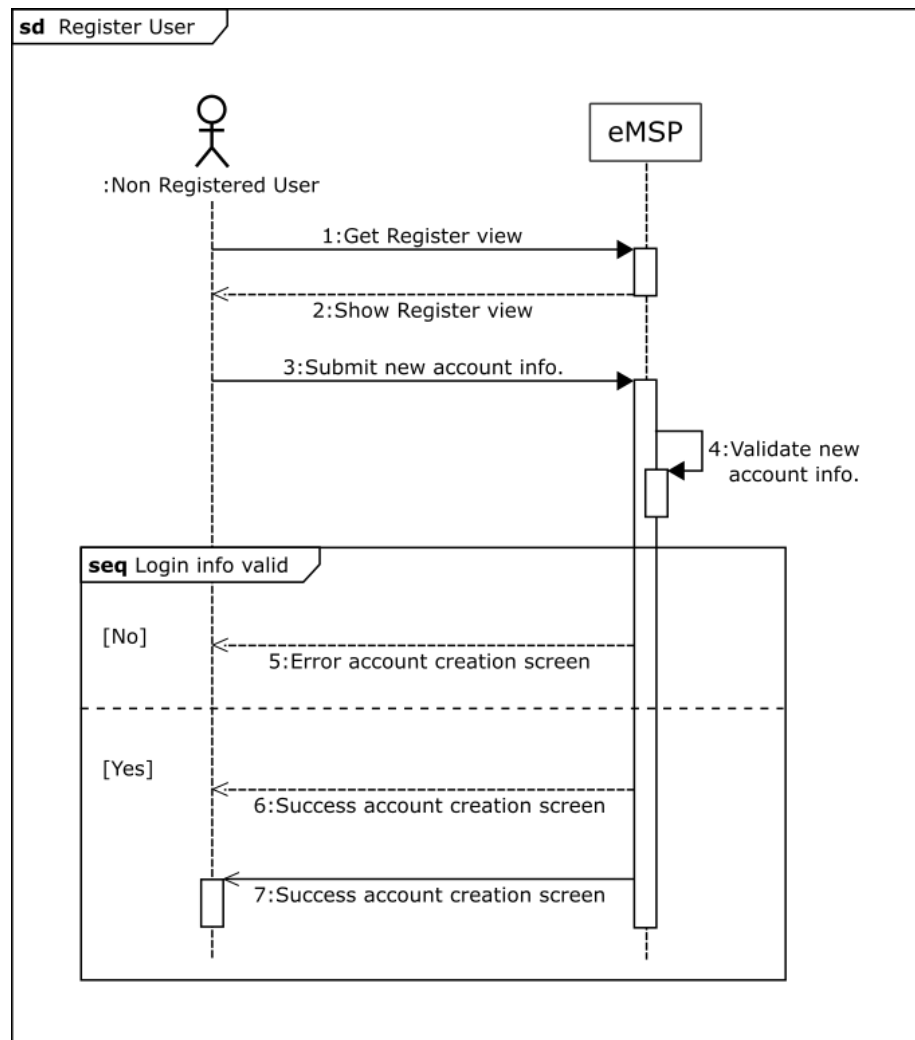 sd Register User
eMSP
:Non Registered User
1:Get Register view
2:Show Register view
3:Submit new account info.
4:Validate new
account info.
seq Login info valid
[No]
5:Error account creation screen
[Yes]
6:Success account creation screen
7:Success account creation screen